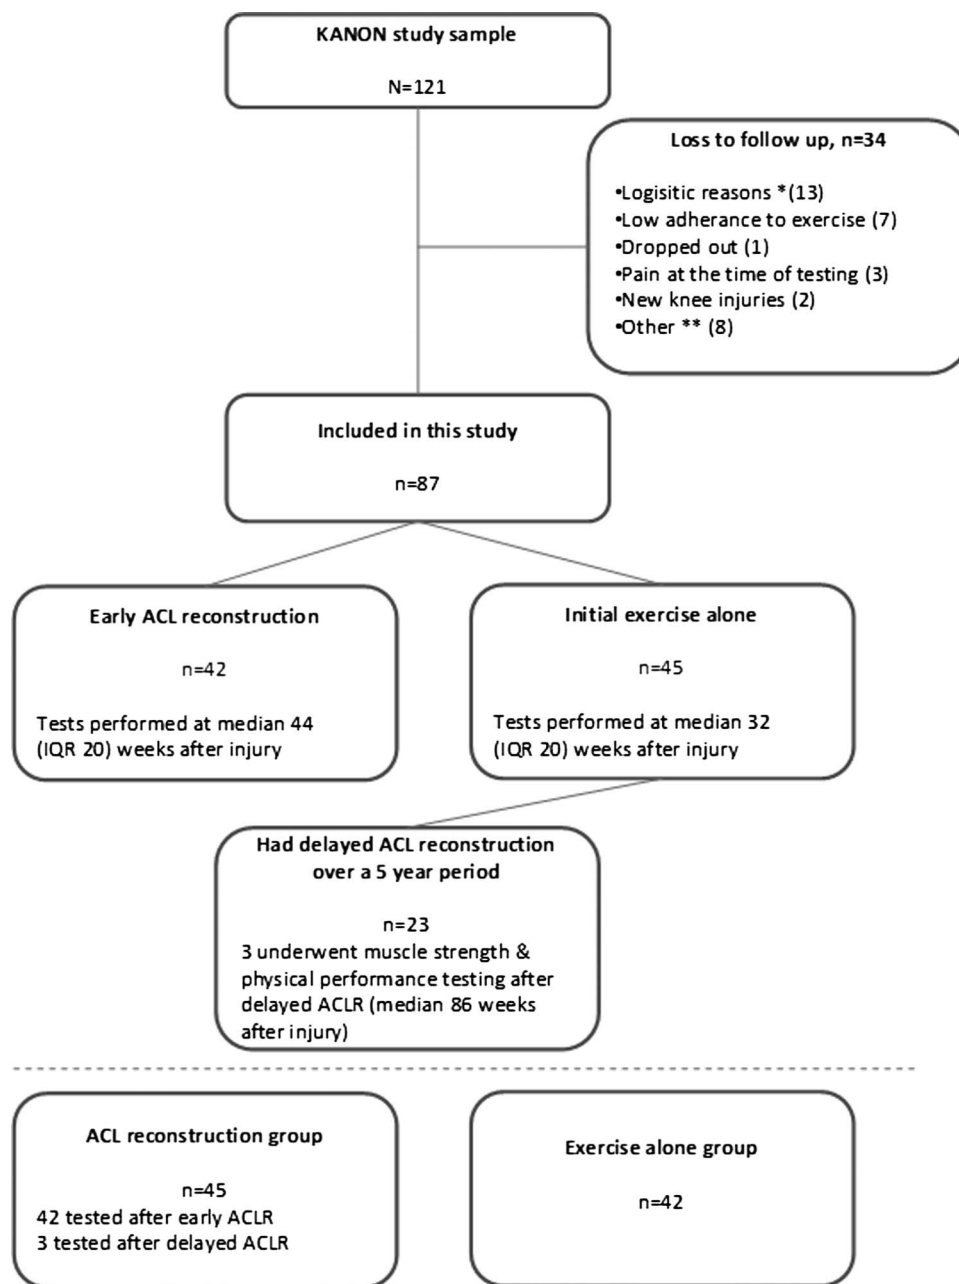 KANON study sample
N=121
Loss to follow up, n=34
•Logisitic reasons *(13)
•Low adherance to exercise (7)
•Dropped out (1)
•Pain at the time of testing (3)
•New knee injuries (2)
•Other ** (8)
Included in this study
n=87
Early ACL reconstruction
n=42
Tests performed at median 44
(IQR 20) weeks after injury
Initial exercise alone
n=45
Tests performed at median 32
(IQR 20) weeks after injury
Had delayed ACL reconstruction
over a 5 year period
n=23
3 underwent muscle strength &
physical performance testing after
delayed ACLR (median 86 weeks
after injury)
ACL reconstruction group
n=45
42 tested after early ACLR
3 tested after delayed ACLR
Exercise alone group
n=42